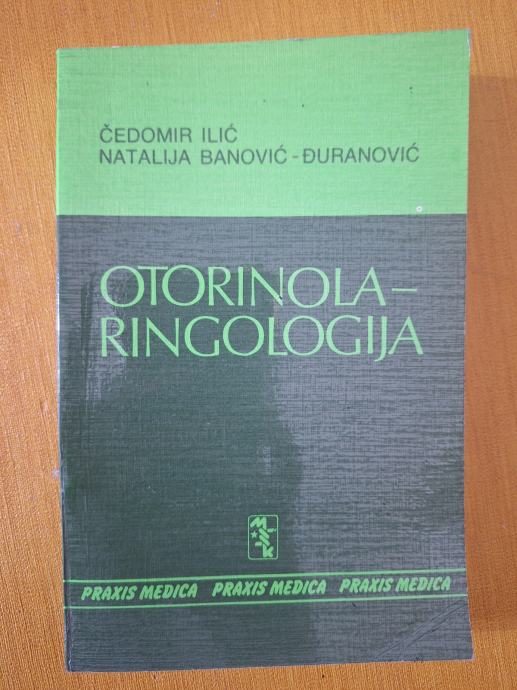 ČEDOMIR ILIĆ
NATALIJA BANOVIĆ-ĐURANOVIĆ
OTORINOLA-
RINGOLOGIJA
PRAXIS MEDICA PRAXIS MEDICA PRAXIS MEDICA